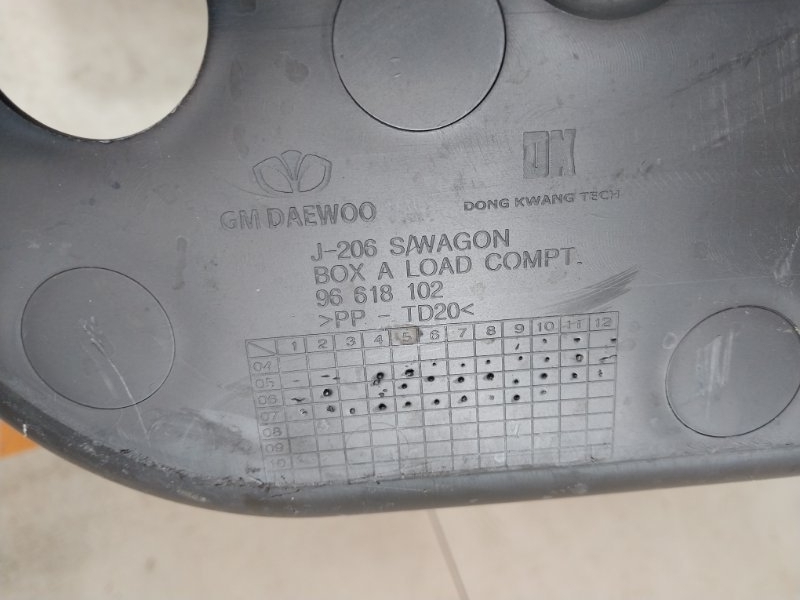 DN
GM DAEWOO
DONG KWANG TECH
J-206 S/WAGON
BOX A LOAD COMPT.
96 618 102
>PP - TD20<
1 2 3 4 5 6 7 8 9 10 11 12
04
05
06
07
08
09
10